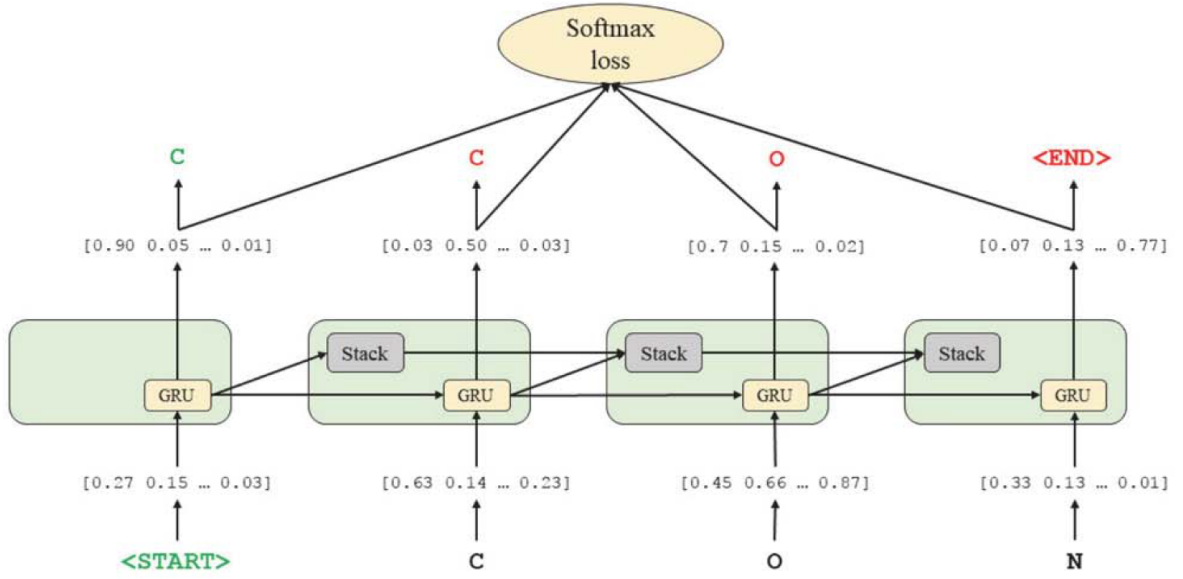 Softmax
loss
C C O <END>
[0.90 0.05 … 0.01] [0.03 0.50 … 0.03] [0.7 0.15 … 0.02] [0.07 0.13 … 0.77]
Stack Stack Stack
GRU GRU GRU GRU
[0.27 0.15 … 0.03] [0.63 0.14 … 0.23] [0.45 0.66 … 0.87] [0.33 0.13 … 0.01]
<START> C O N